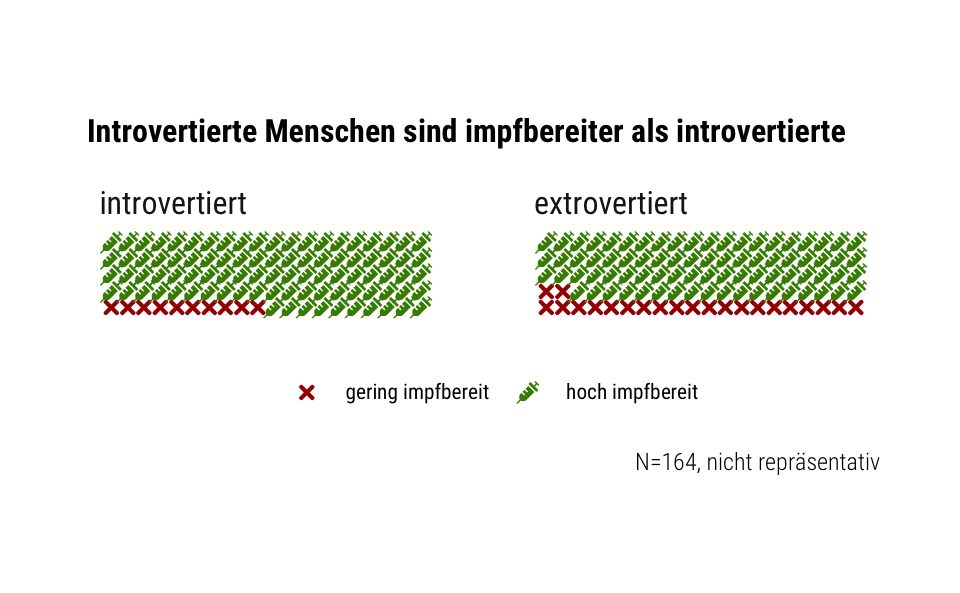 Introvertierte Menschen sind impfbereiter als introvertierte
introvertiert
extrovertiert
gering impfbereit
hoch impfbereit
N=164, nicht repräsentativ